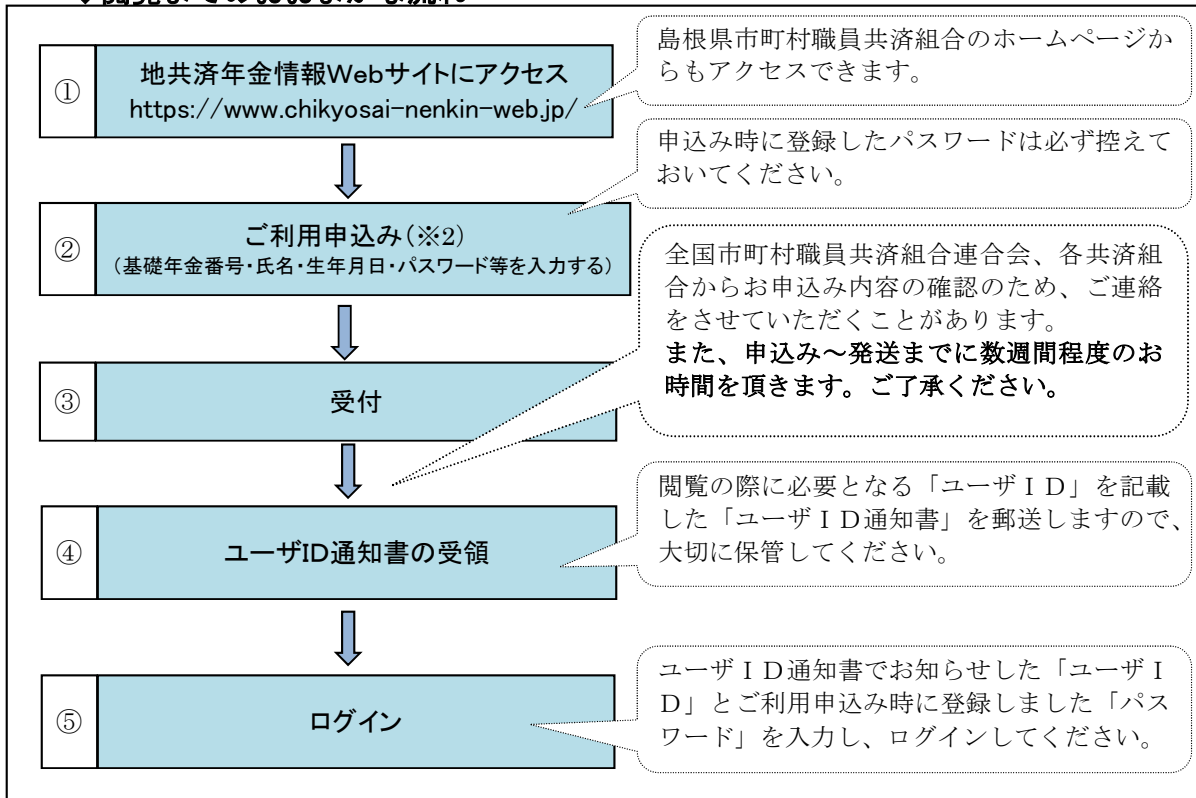 ①
地共済年金情報Webサイトにアクセス
https://www.chikyosai-nenkin-web.jp/
島根県市町村職員共済組合のホームページか
らもアクセスできます。
申込み時に登録したパスワードは必ず控えて
おいてください。
②
ご利用申込み(※2)
(基礎年金番号・氏名・生年月日・パスワード等を入力する)
全国市町村職員共済組合連合会、各共済組
合からお申込み内容の確認のため、ご連絡
をさせていただくことがあります。
また、申込み~発送までに数週間程度のお
時間を頂きます。ご了承ください。
③
受付
閲覧の際に必要となる「ユーザID」を記載
した「ユーザID通知書」を郵送しますので、
大切に保管してください。
④
ユーザID通知書の受領
ユーザID通知書でお知らせした「ユーザI
D」とご利用申込み時に登録しました「パス
ワード」を入力し、ログインしてください。
⑤
ログイン